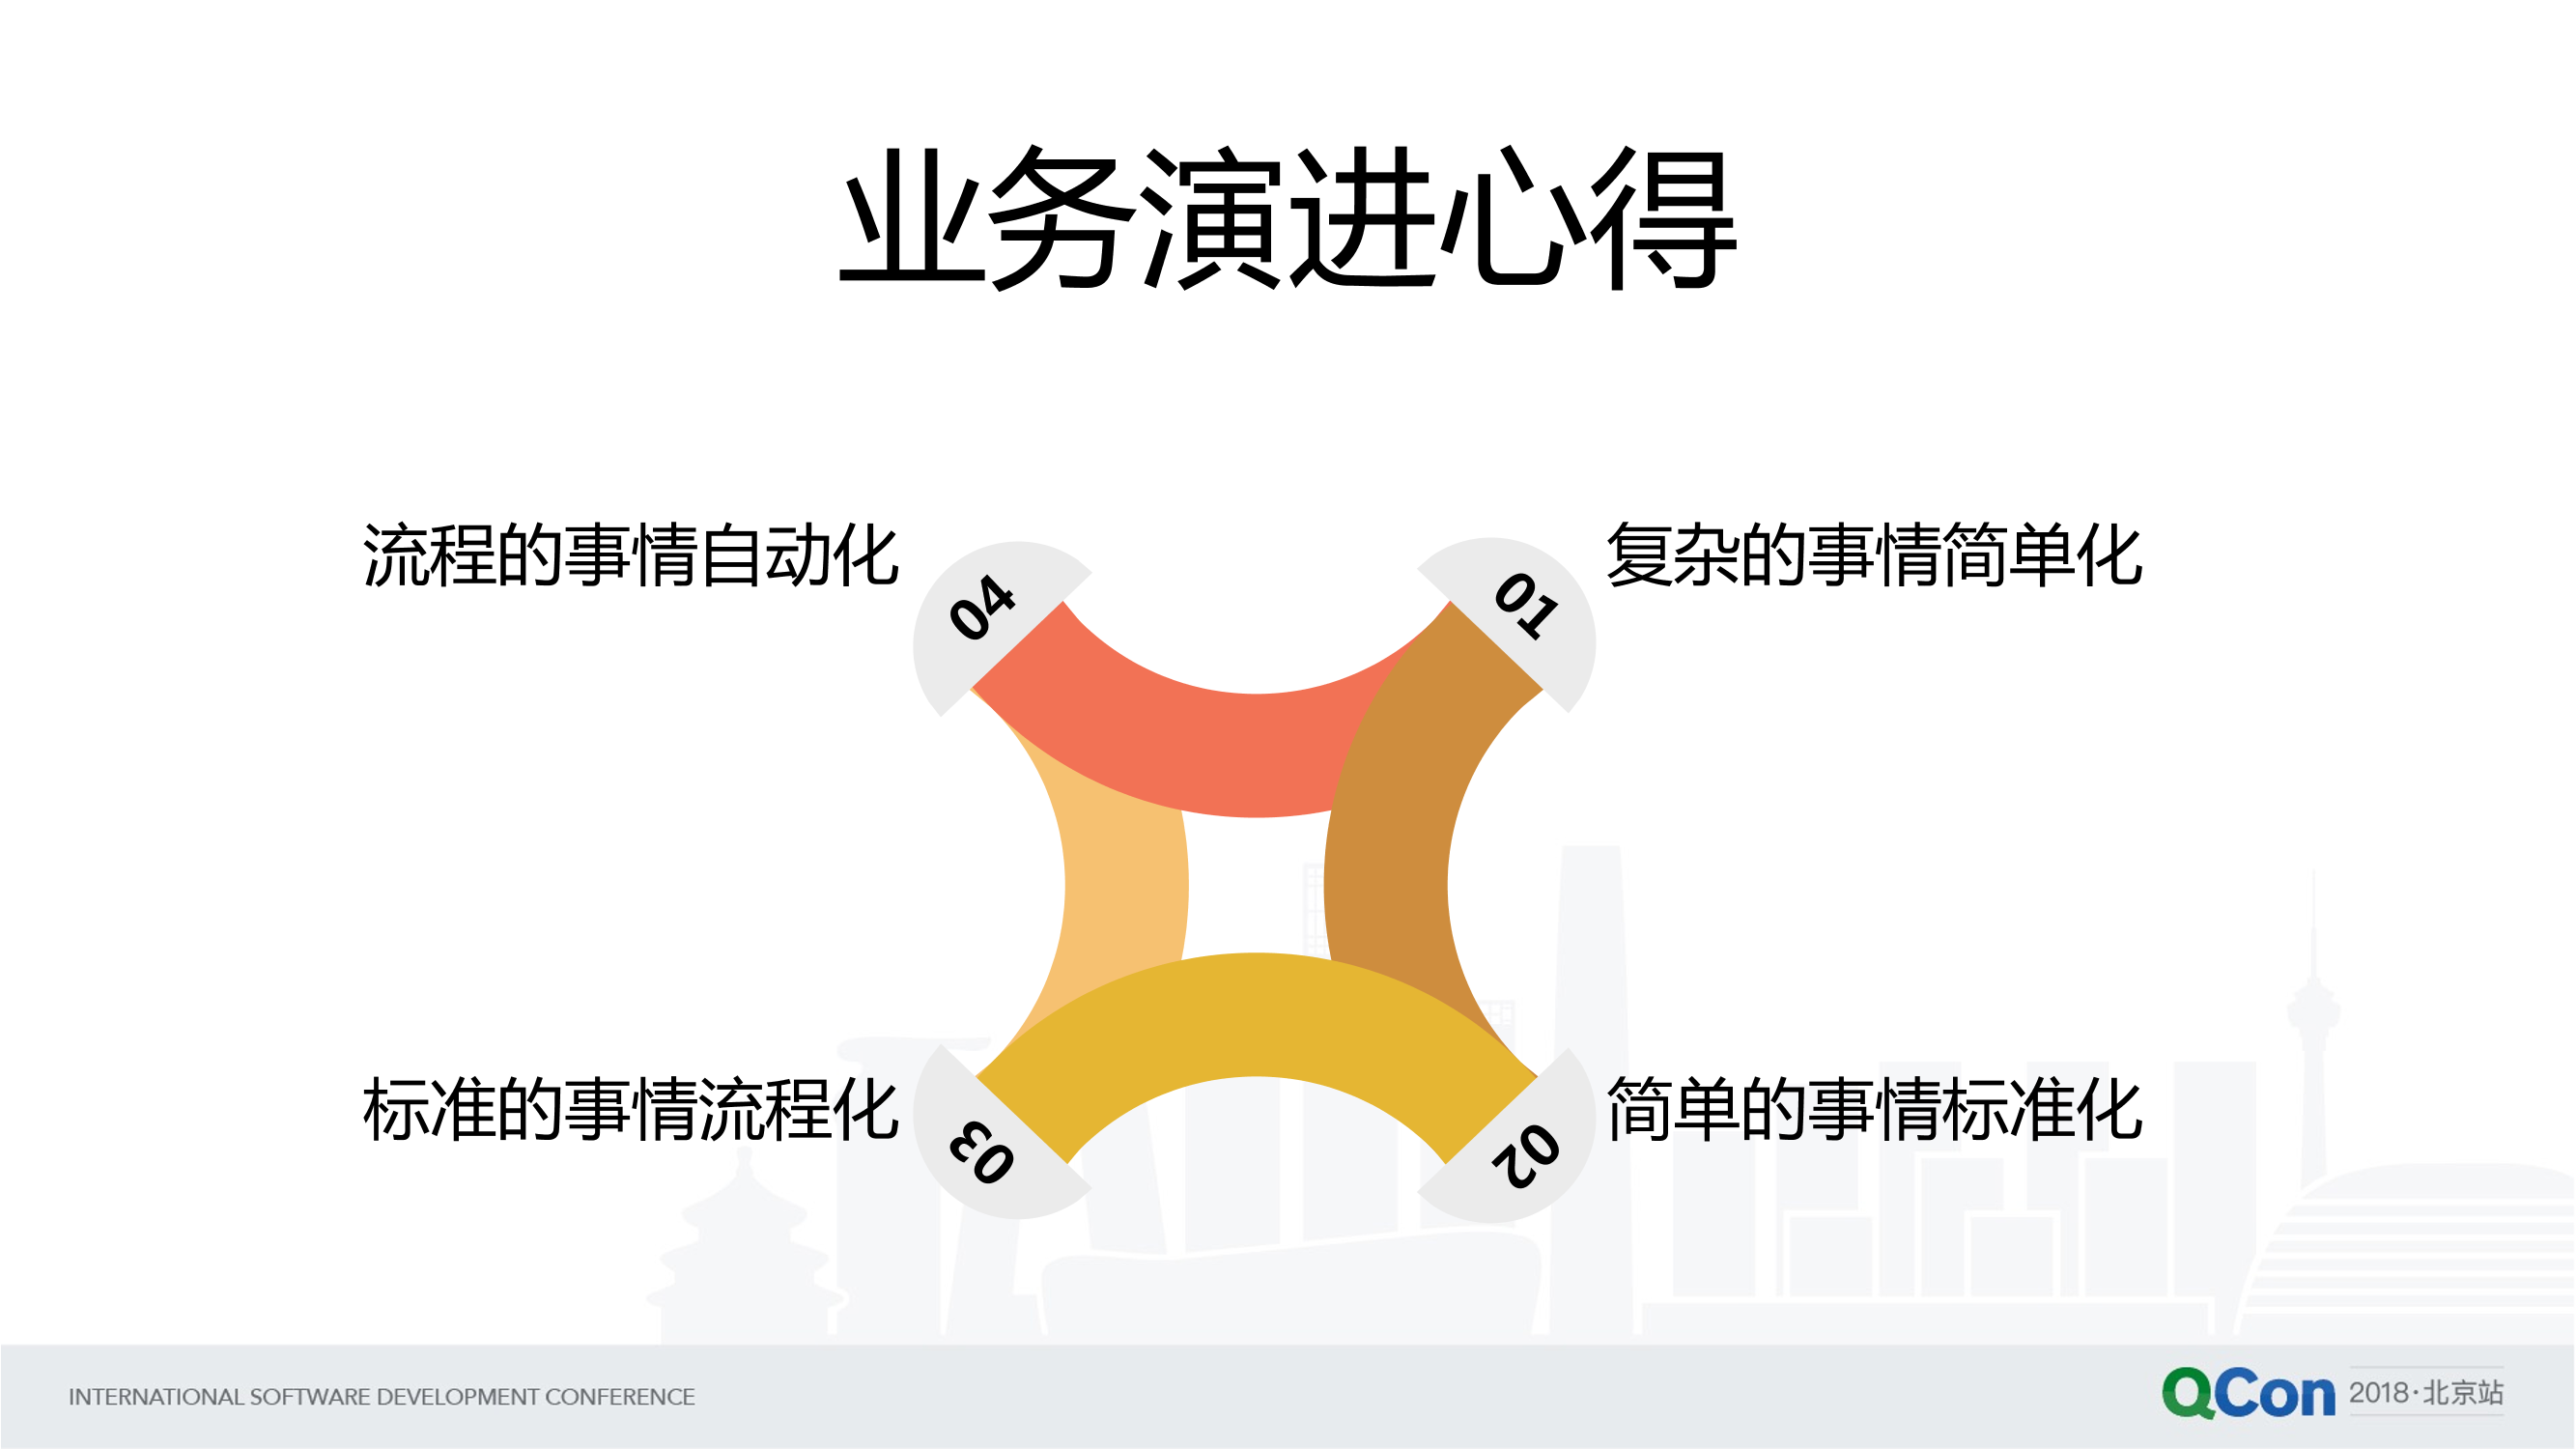 业务演进心得
流程的事情自动化
04
01
复杂的事情简单化
标准的事情流程化
03
02
简单的事情标准化
INTERNATIONAL SOFTWARE DEVELOPMENT CONFERENCE
QCon 2018·北京站